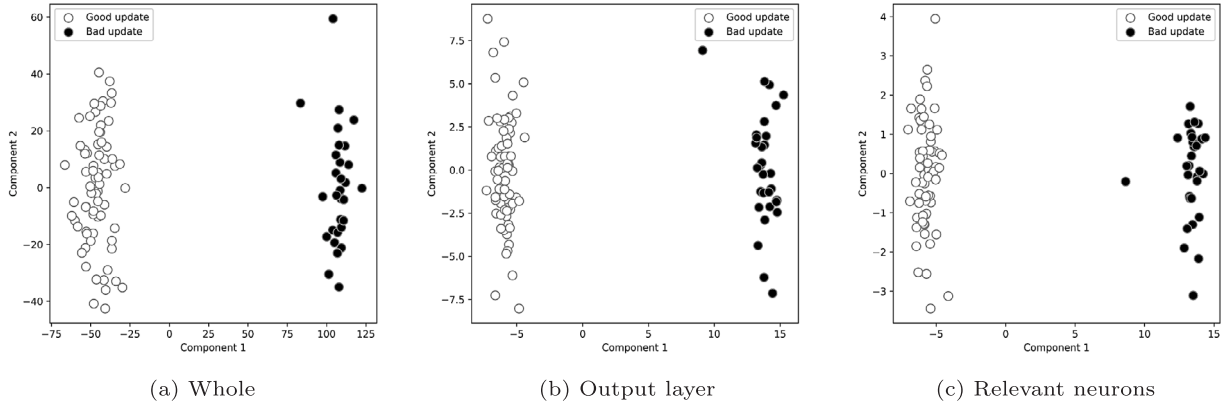 Good update
Bad update
Component 2
60
40
20
0
−20
−40
−75
−50
−25
0
25
50
75
100
125
Component 1
(a) Whole
Good update
Bad update
Component 2
7.5
5.0
2.5
0.0
−2.5
−5.0
−7.5
−5
0
5
10
15
Component 1
(b) Output layer
Good update
Bad update
Component 2
4
3
2
1
0
−1
−2
−3
−5
0
5
10
15
Component 1
(c) Relevant neurons